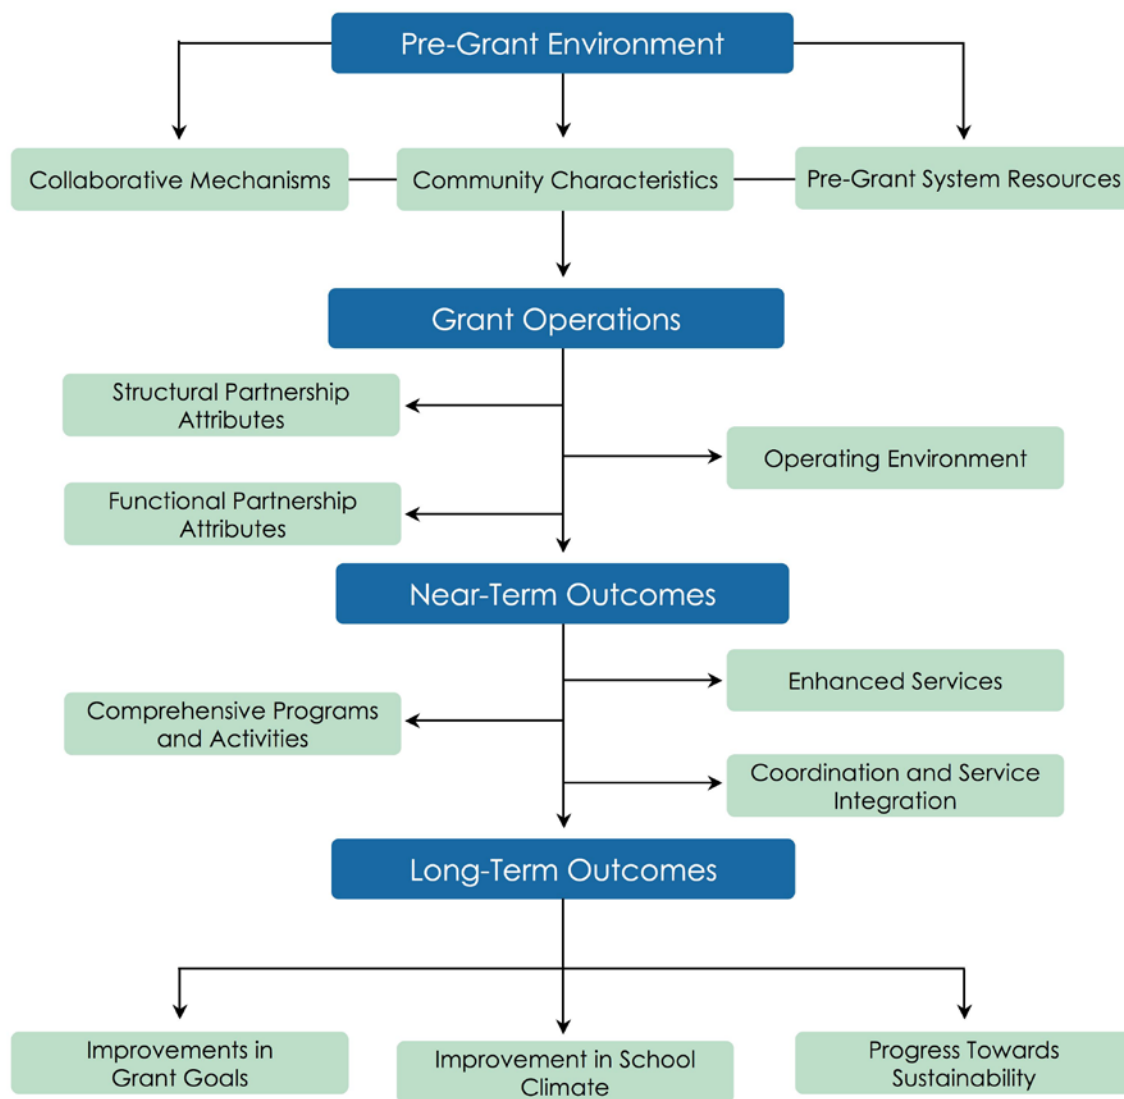 Pre-Grant Environment
Collaborative Mechanisms
Community Characteristics
Pre-Grant System Resources
Grant Operations
Structural Partnership
Attributes
Operating Environment
Functional Partnership
Attributes
Near-Term Outcomes
Enhanced Services
Comprehensive Programs
and Activities
Coordination and Service
Integration
Long-Term Outcomes
Improvements in
Grant Goals
Improvement in School
Climate
Progress Towards
Sustainability